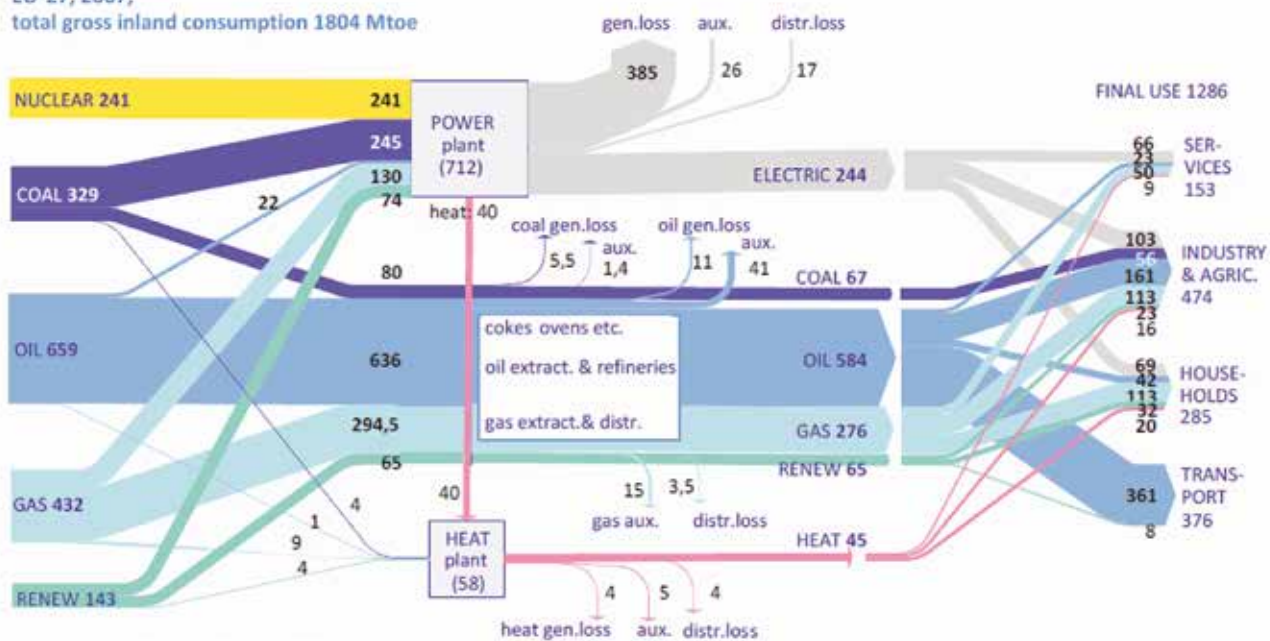 total gross inland consumption 1804 Mtoe
gen.loss aux. distr.loss
385 26 17
FINAL USE 1286
NUCLEAR 241 241
POWER
plant
(712)
245
130
74
COAL 329
22
heat: 40
ELECTRIC 244
66
23
50
9
SER-
VICES
153
coal gen.loss
5,5
aux.
1,4
oil gen.loss
11
aux.
41
80
COAL 67
103
56
161
113
23
16
INDUSTRY
& AGRIC.
474
OIL 659
636
cokes ovens etc.
oil extract. & refineries
gas extract.& distr.
OIL 584
69
42
113
32
20
HOUSE-
HOLDS
285
294,5
GAS 276
65
RENEW 65
GAS 432
40
15
gas aux.
3,5
distr.loss
361
8
TRANS-
PORT
376
4
1
9
4
HEAT
plant
(58)
HEAT 45
RENEW 143
4 5 4
heat gen.loss aux. distr.loss